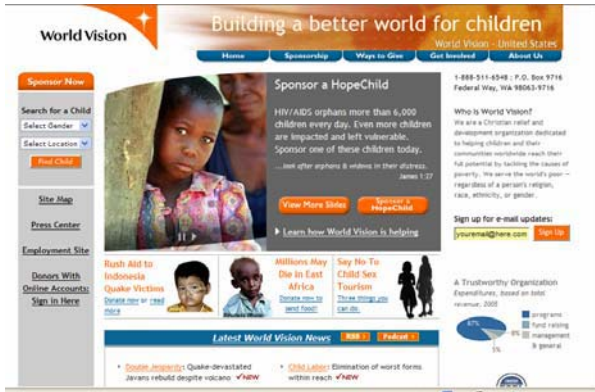 World Vision
Building a better world for children
World Vision - United States
Home
Sponsorship
Ways to Give
Get Involved
About Us
Sponsor Now
Search for a Child
Select Gender
Select Location
Find Child
Site Map
Press Center
Employment Site
Donors With
Online Accounts:
Sign in Here
Sponsor a HopeChild
HIV/AIDS orphans more than 6,000
children every day. Even more children
are impacted and left vulnerable.
Sponsor one of these children today.
...look after orphans & widows in their distress.
James 1:27
View More Slides
Sponsor a
HopeChild
Learn how World Vision is helping
1-888-511-6548 : P.O. Box 9716
Federal Way, WA 98063-9716
Who is World Vision?
We are a Christian relief and
development organization dedicated
to helping children and their
communities worldwide reach their
full potential by tackling the causes of
poverty. We serve the world's poor —
regardless of a person's religion,
race, ethnicity, or gender.
Sign up for e-mail updates:
youremail@here.com
Sign Up
Rush Aid to
Indonesia
Quake Victims
Donate now or read
more
Millions May
Die in East
Africa
Donate now to
send food!
Say No To
Child Sex
Tourism
Three things you
can do.
A Trustworthy Organization
Expenditures, based on total
revenue, 2005
87%
8%
5%
programs
fund raising
management
& general
Latest World Vision News
RSS
Podcast
Double Jeopardy: Quake-devastated
Javans rebuild despite volcano NEW
Child Labor: Elimination of worst forms
within reach NEW